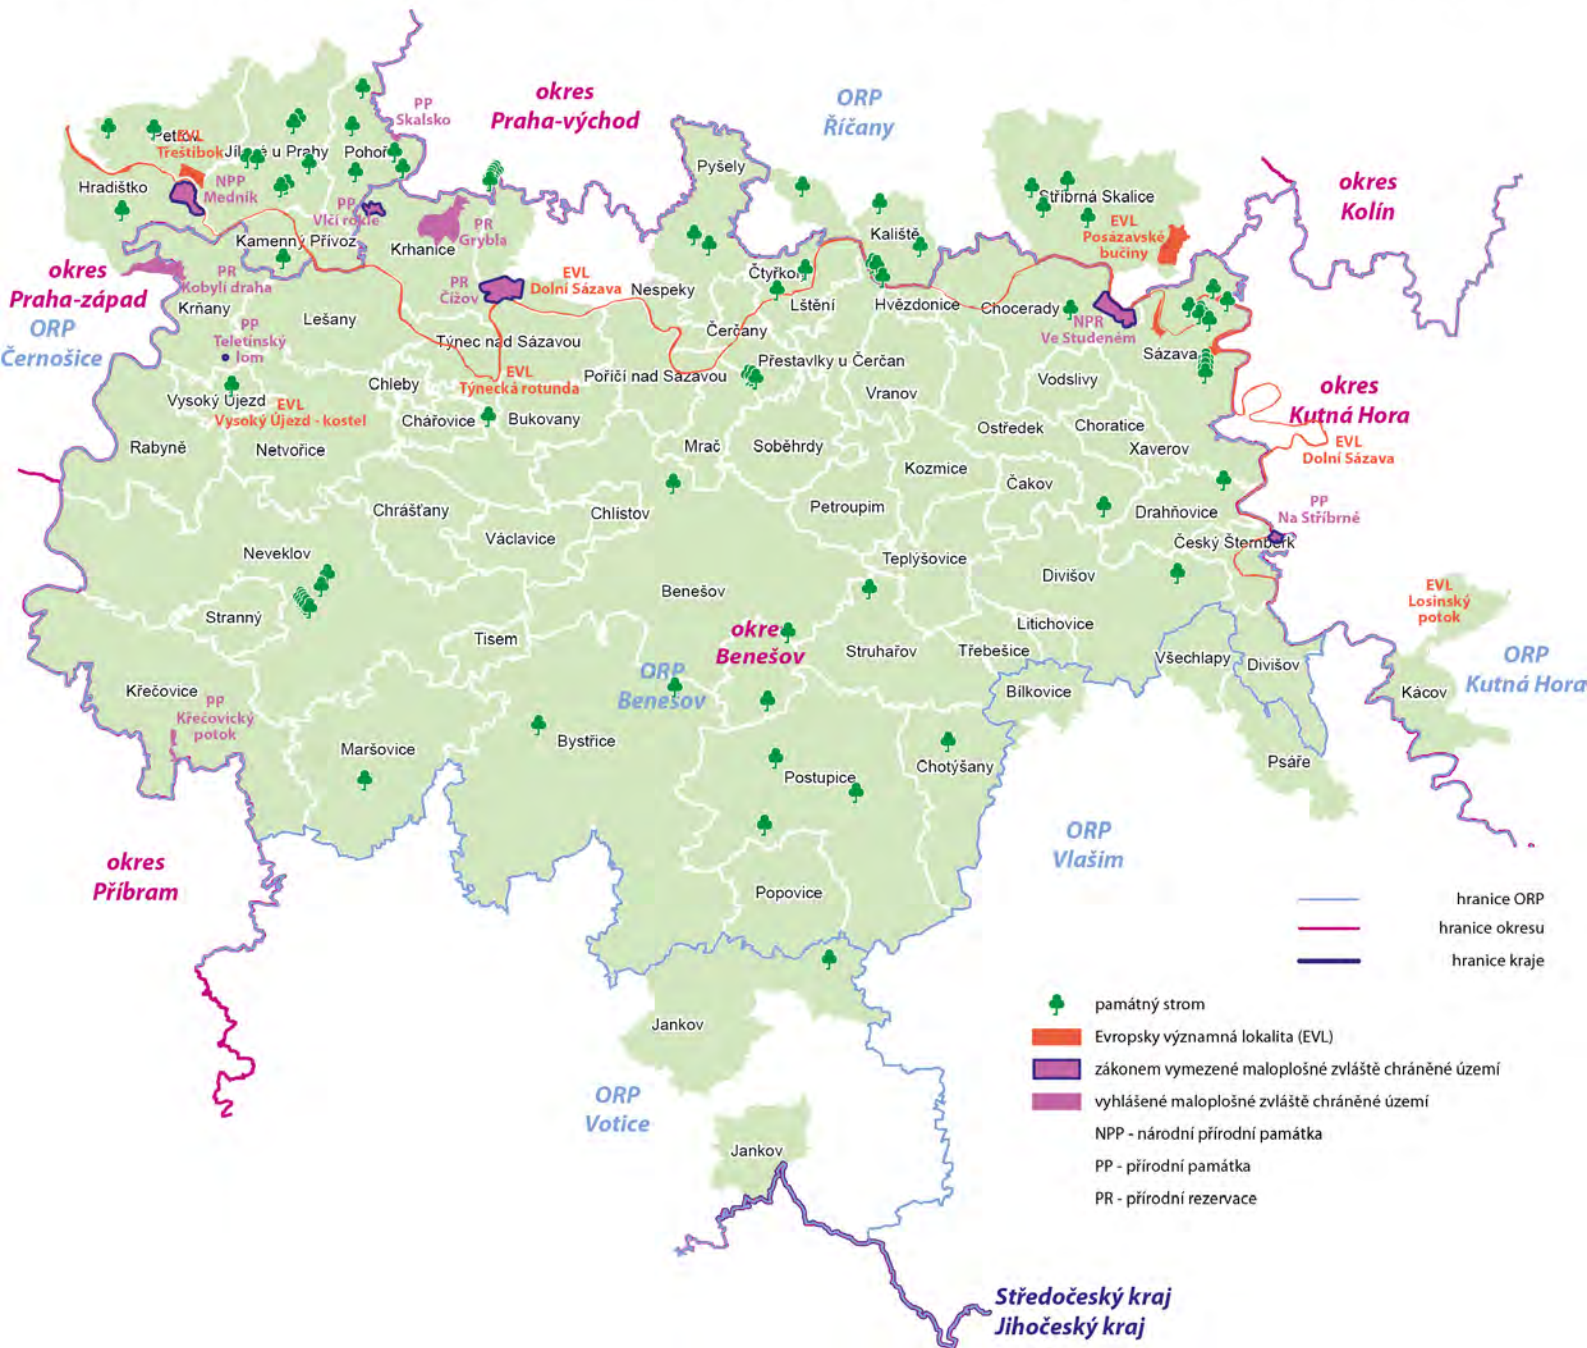 okres
Praha-východ
ORP
Říčany
PP
Skalsko
Petrov
EVL
Třeštibok
Jílové u Prahy
Pohoří
Pyšely
Hradištko
NPP
Medník
PP
Vlčí rokle
Stříbrná Skalice
okres
Kolín
Kamenný Přívoz
Krhanice
PR
Grybla
Kaliště
EVL
Posázavské
bučiny
okres
Praha-západ
PR
Kobylí draha
Krňany
PR
Čížov
EVL
Dolní Sázava
Nespeky
Čtyřkoly
Lštění
Hvězdonice
Chocerady
NPR
Ve Studeném
ORP
Černošice
Lešany
PP
Teletínský
lom
Týnec nad Sázavou
Čerčany
Přestavlky u Čerčan
Sázava
Vysoký Újezd
EVL
Vysoký Újezd - kostel
Chleby
EVL
Týnecká rotunda
Poříčí nad Sázavou
Vranov
Vodslivy
okres
Kutná Hora
Chářovice
Bukovany
Rabyně
Netvořice
Mrač
Soběhrdy
Ostředek
Choratice
Xaverov
EVL
Dolní Sázava
Kozmice
Čakov
Chrášťany
Chlístov
Petroupim
Drahňovice
PP
Na Stříbrné
Václavice
Český Šternberk
Neveklov
Teplýšovice
Benešov
Divišov
EVL
Losinský
potok
Stranný
Tisem
okres
Benešov
Struhařov
Třebešice
Litichovice
Všechlapy
Divišov
ORP
Kutná Hora
Křečovice
ORP
Benešov
Bílkovice
Kácov
PP
Křečovický
potok
Maršovice
Bystřice
Postupice
Chotýšany
Psáře
okres
Příbram
Popovice
ORP
Vlašim
hranice ORP
hranice okresu
hranice kraje
Jankov
památný strom
Evropsky významná lokalita (EVL)
zákonem vymezené maloplošné zvláště chráněné území
vyhlášené maloplošné zvláště chráněné území
NPP - národní přírodní památka
PP - přírodní památka
PR - přírodní rezervace
ORP
Votice
Jankov
Středočeský kraj
Jihočeský kraj